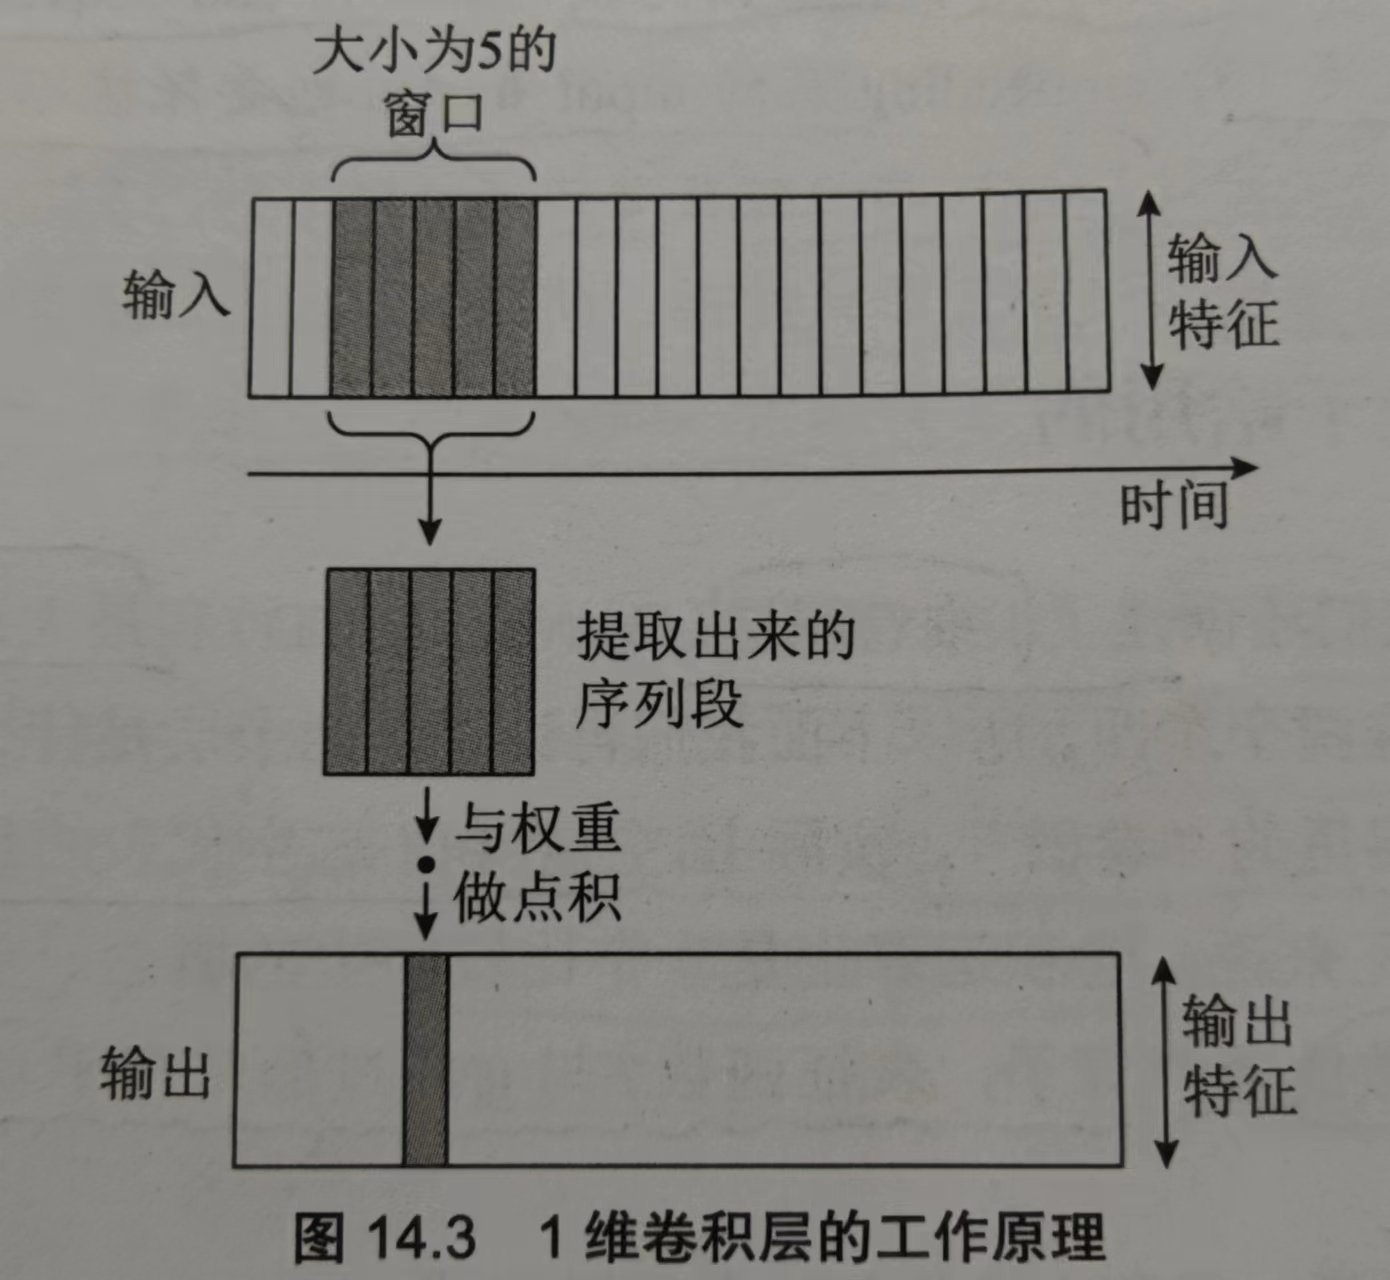 大小为5的
窗口
输入
输入
特征
时间
提取出来的
序列段
与权重
做点积
输出
输出
特征
图 14.3 1 维卷积层的工作原理